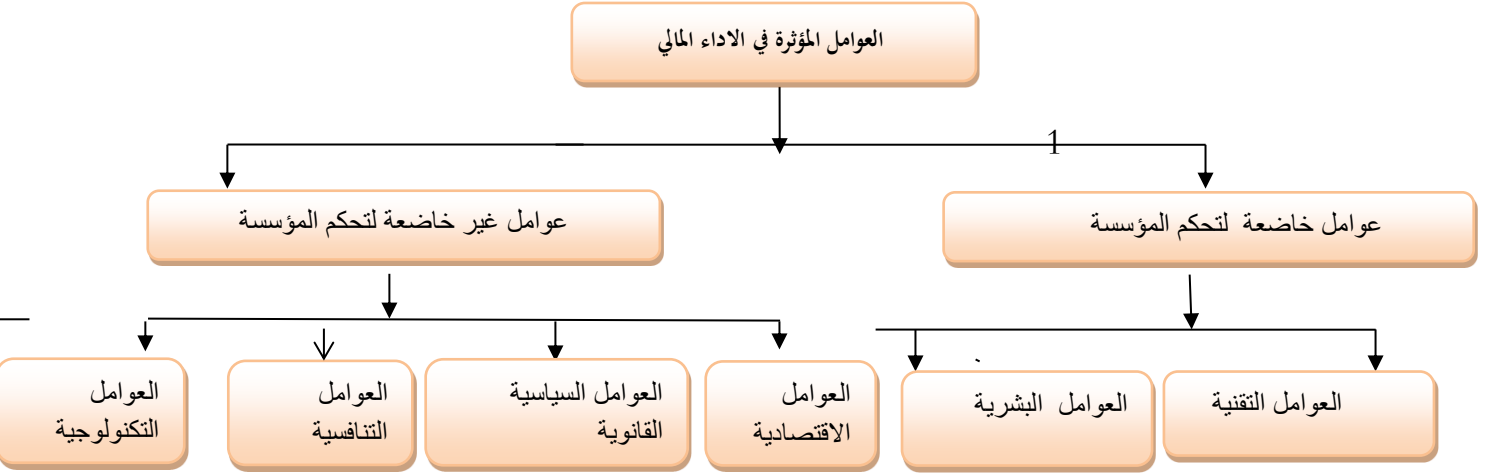 العوامل المؤثرة في الاداء المالي
1
عوامل خاضعة لتحكم المؤسسة
عوامل غير خاضعة لتحكم المؤسسة
العوامل التقنية
العوامل البشرية
العوامل
الاقتصادية
العوامل السياسية
القانوية
العوامل
التنافسية
العوامل
التكنولوجية